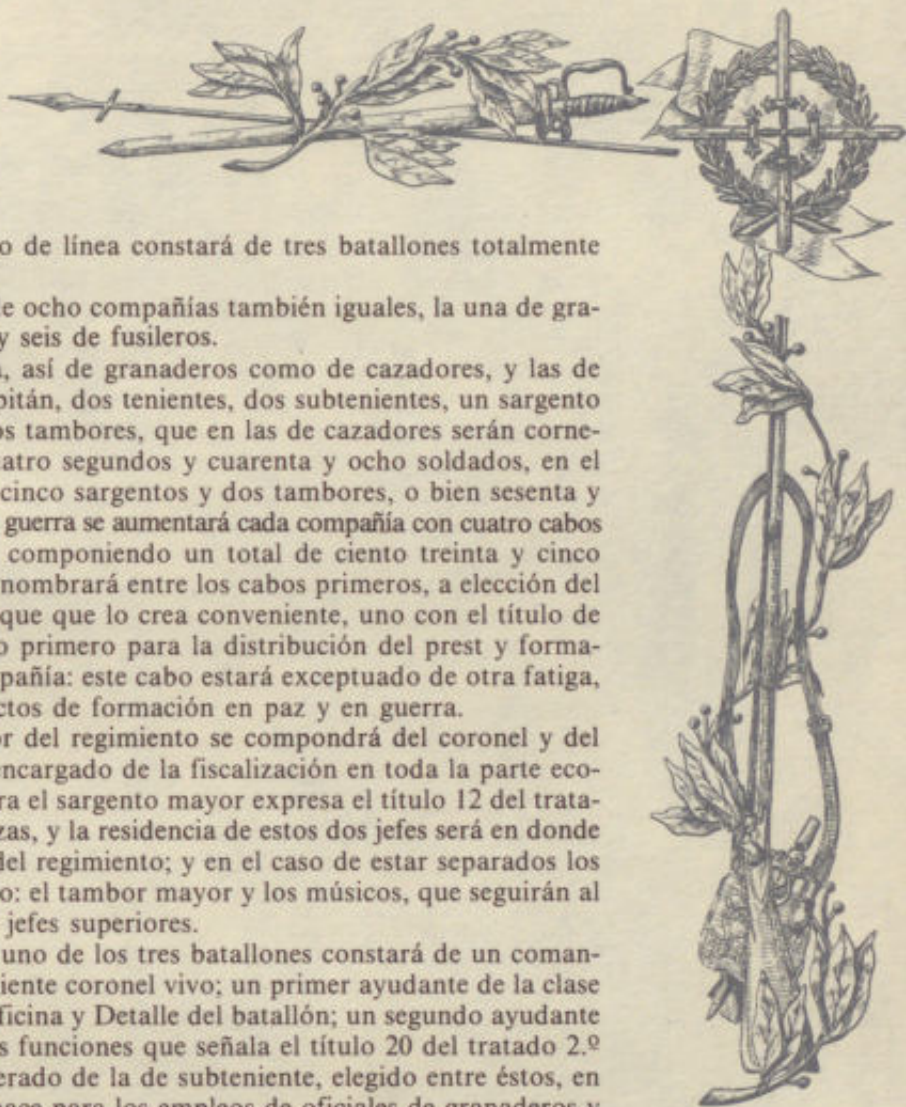 o de línea constará de tres batallones totalmente
e ocho compañías también iguales, la una de gra-
y seis de fusileros.
, así de granaderos como de cazadores, y las de
pitán, dos tenientes, dos subtenientes, un sargento
os tambores, que en las de cazadores serán corne-
atro segundos y cuarenta y ocho soldados, en el
cinco sargentos y dos tambores, o bien sesenta y
guerra se aumentará cada compañía con cuatro cabos
componiendo un total de ciento treinta y cinco
nombrará entre los cabos primeros, a elección del
que que lo crea conveniente, uno con el título de
o primero para la distribución del prest y forma-
pañía: este cabo estará exceptuado de otra fatiga,
ctos de formación en paz y en guerra.
or del regimiento se compondrá del coronel y del
encargado de la fiscalización en toda la parte eco-
ra el sargento mayor expresa el título 12 del trata-
zas, y la residencia de estos dos jefes será en donde
del regimiento; y en el caso de estar separados los
o: el tambor mayor y los músicos, que seguirán al
jefes superiores.
uno de los tres batallones constará de un coman-
iente coronel vivo; un primer ayudante de la clase
ficina y Detalle del batallón; un segundo ayudante
s funciones que señala el título 20 del tratado 2.º
erado de la de subteniente, elegido entre éstos, en
hace para los empleos de oficiales de granaderos y